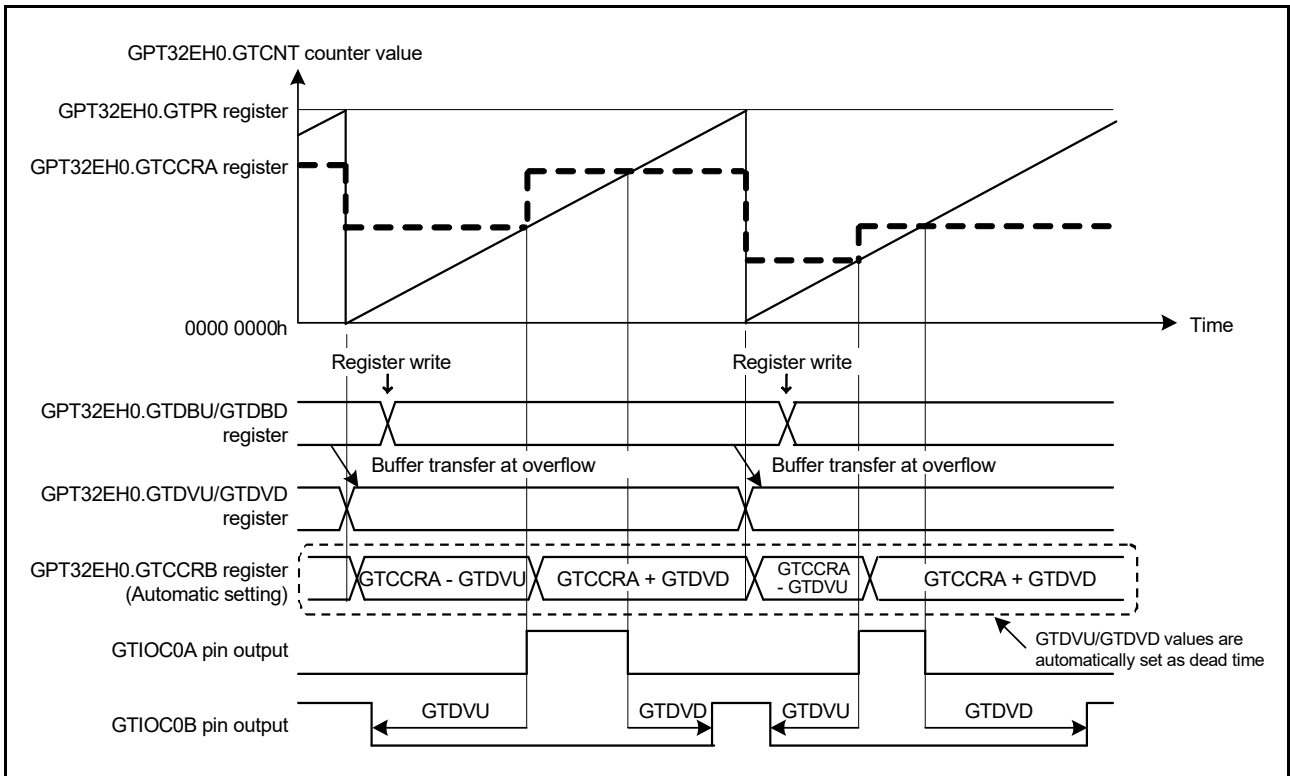 GPT32EH0.GTCNT counter value
GPT32EH0.GTPR register
GPT32EH0.GTCCRA register
0000 0000h
Time
Register write
Register write
GPT32EH0.GTDBU/GTDBD
register
Buffer transfer at overflow
Buffer transfer at overflow
GPT32EH0.GTDVU/GTDVD
register
GPT32EH0.GTCCRB register
(Automatic setting)
GTCCRA - GTDVU
GTCCRA + GTDVD
GTCCRA
- GTDVU
GTCCRA + GTDVD
GTDVU/GTDVD values are
automatically set as dead time
GTIOC0A pin output
GTIOC0B pin output
GTDVU
GTDVD
GTDVU
GTDVD